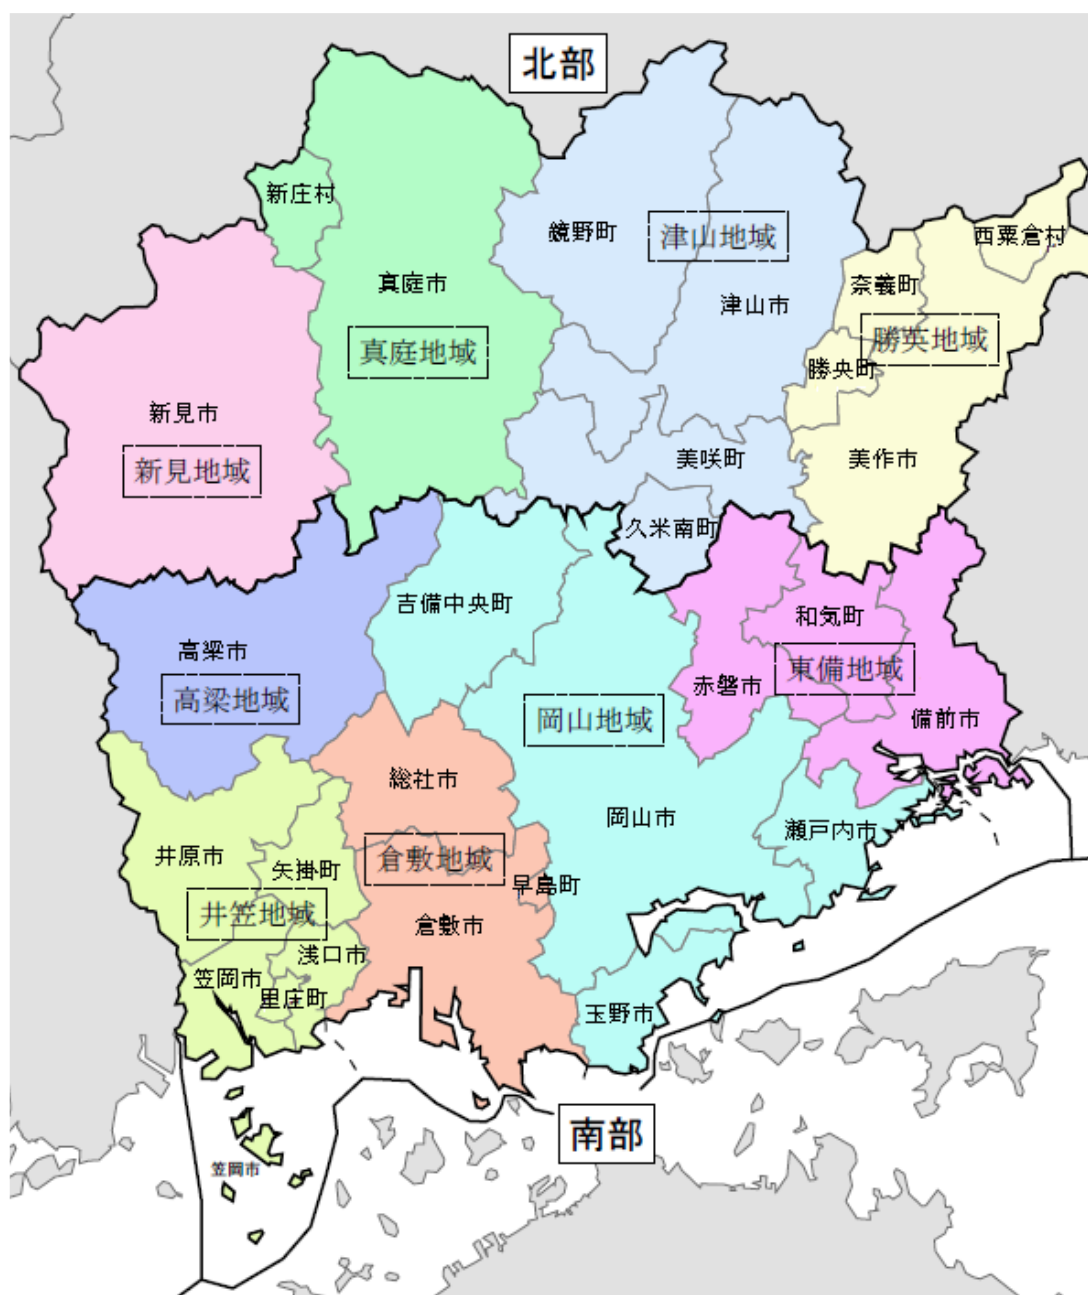 北部
新庄村
鏡野町
津山地域
西粟倉村
真庭市
奈義町
津山市
真庭地域
勝英地域
勝央町
新見市
新見地域
美咲町
美作市
久米南町
吉備中央町
和気町
高梁市
高梁地域
赤磐市
東備地域
岡山地域
備前市
総社市
岡山市
瀬戸内市
井原市
矢掛町
倉敷地域
早島町
井笠地域
倉敷市
浅口市
笠岡市
里庄町
玉野市
南部
笠岡市